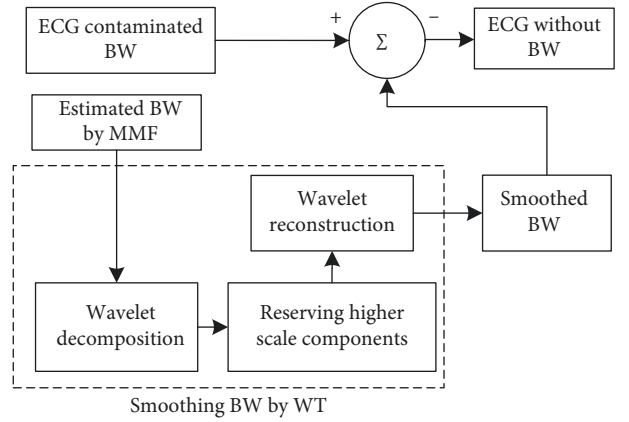 ECG contaminated
BW
+
Σ
−
ECG without
BW
Estimated BW
by MMF
Wavelet
reconstruction
Smoothed
BW
Wavelet
decomposition
Reserving higher
scale components
Smoothing BW by WT